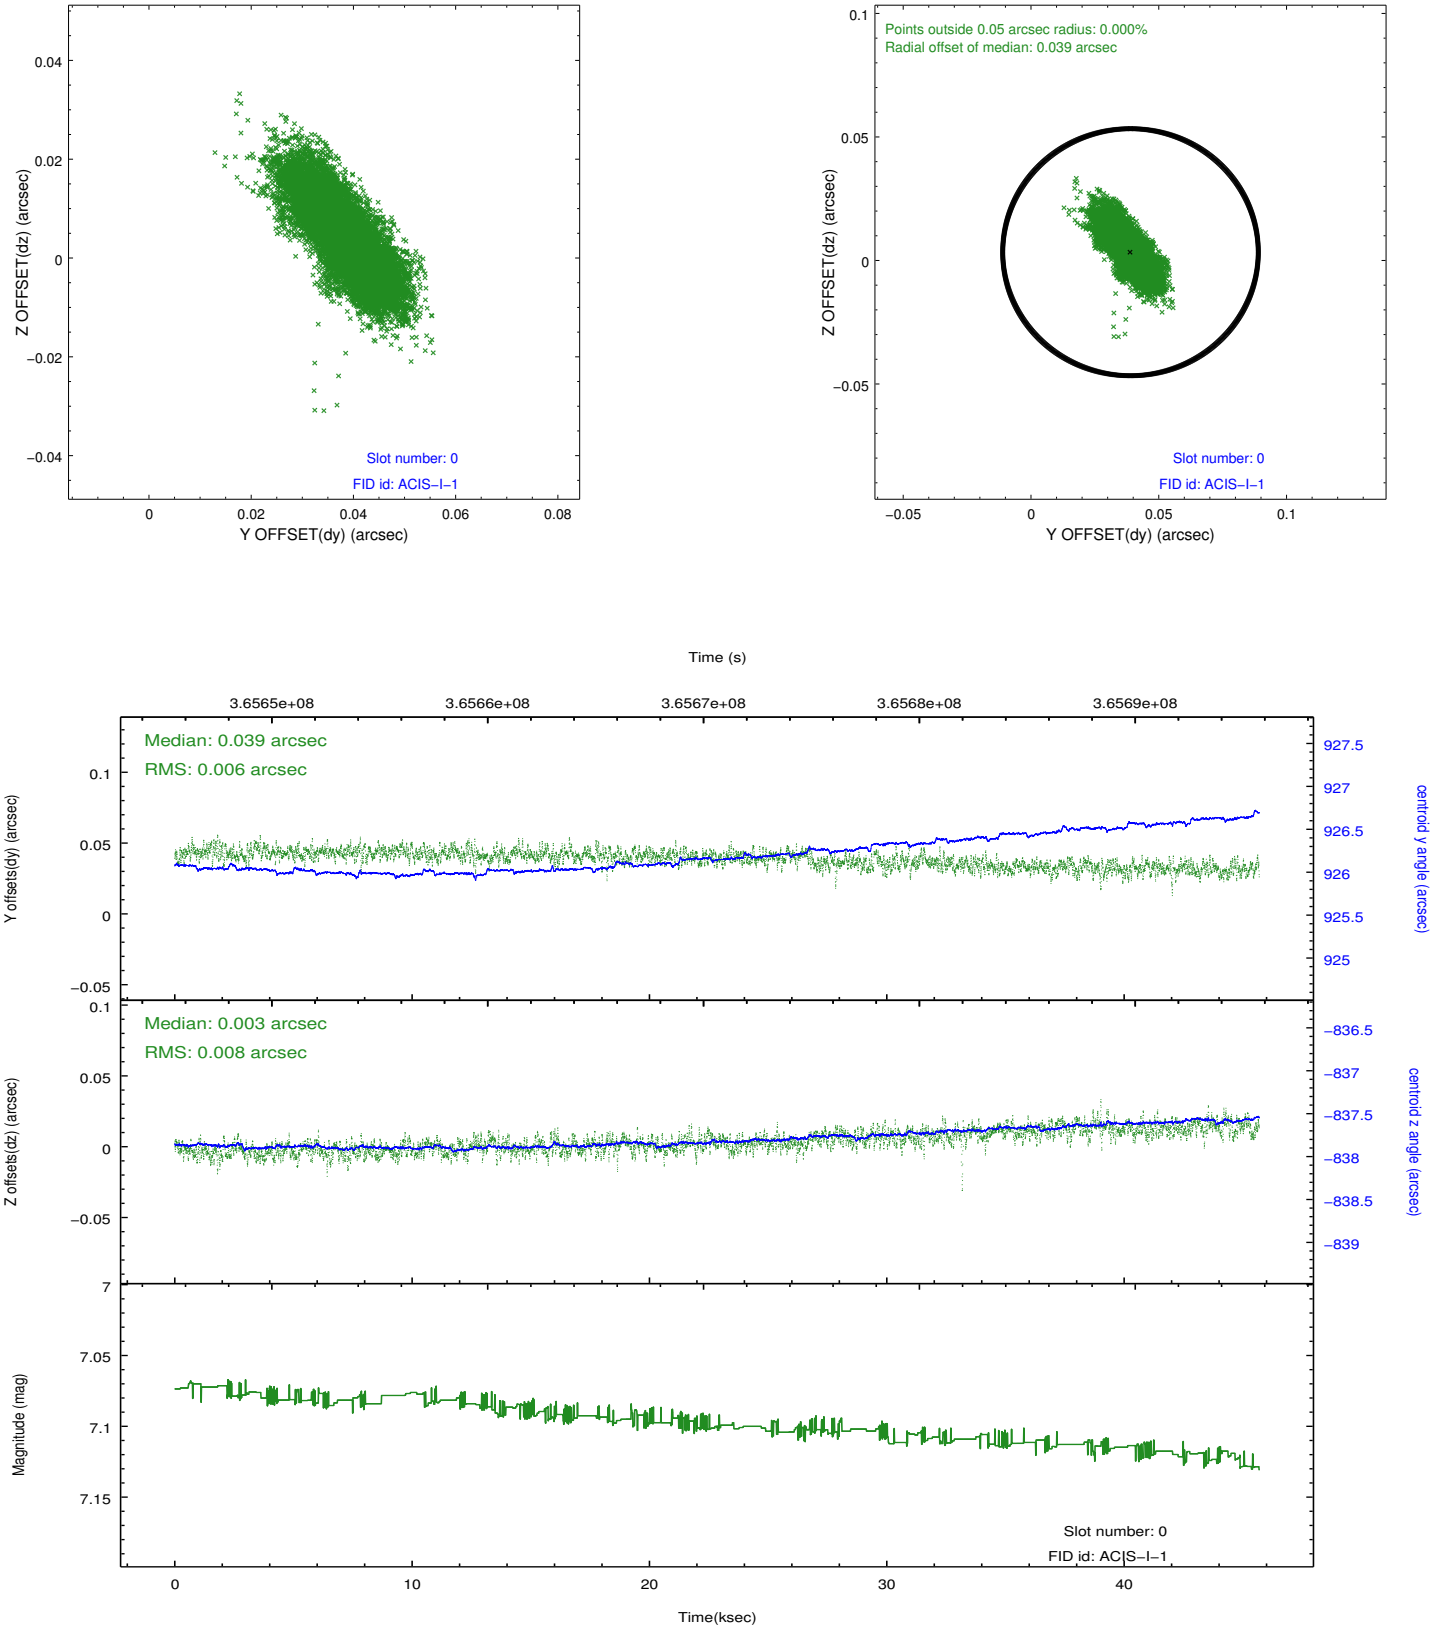 0.04
0.02
0
−0.02
−0.04
Z OFFSET(dz) (arcsec)
Slot number: 0
FID id: ACIS−I−1
0
0.02
0.04
0.06
0.08
Y OFFSET(dy) (arcsec)
Points outside 0.05 arcsec radius: 0.000%
Radial offset of median: 0.039 arcsec
0.1
0.05
0
−0.05
Z OFFSET(dz) (arcsec)
Slot number: 0
FID id: ACIS−I−1
−0.05
0
0.05
0.1
Y OFFSET(dy) (arcsec)
Time (s)
3.6565e+08
3.6566e+08
3.6567e+08
3.6568e+08
3.6569e+08
Median: 0.039 arcsec
RMS: 0.006 arcsec
0.1
0.05
0
−0.05
Y offsets(dy) (arcsec)
927.5
927
926.5
926
925.5
925
centroid y angle (arcsec)
Median: 0.003 arcsec
RMS: 0.008 arcsec
0.1
0.05
0
−0.05
Z offsets(dz) (arcsec)
−836.5
−837
−837.5
−838
−838.5
−839
centroid z angle (arcsec)
7
7.05
7.1
7.15
Magnitude (mag)
Slot number: 0
FID id: ACIS−I−1
0
10
20
30
40
Time(ksec)